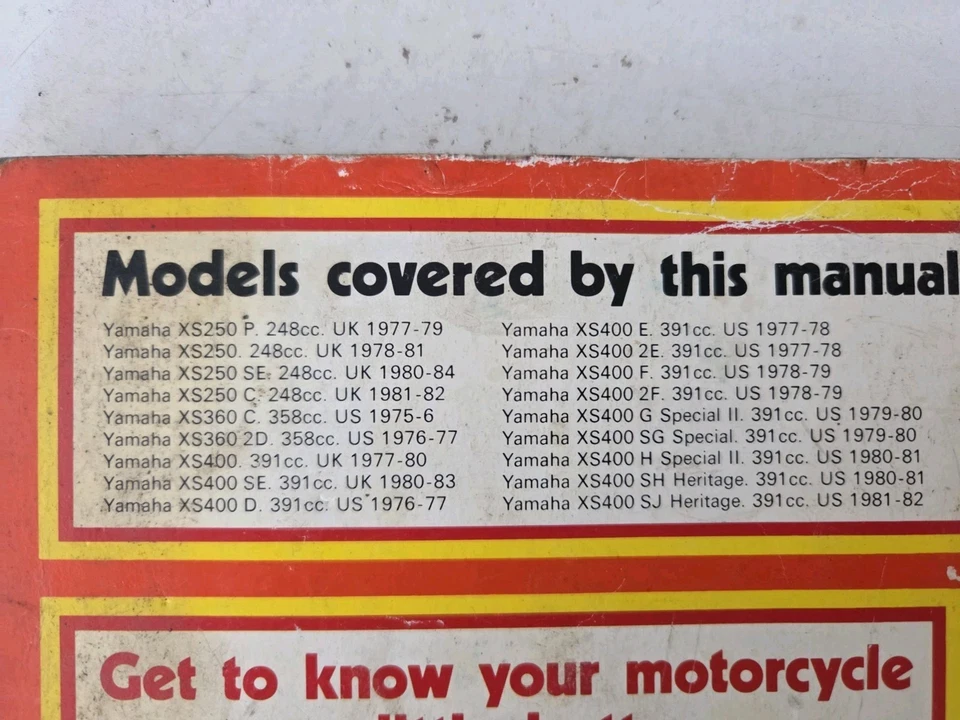 Models covered by this manual
Yamaha XS250 P. 248cc. UK 1977-79
Yamaha XS250. 248cc. UK 1978-81
Yamaha XS250 SE. 248cc. UK 1980-84
Yamaha XS250 C. 248cc. UK 1981-82
Yamaha XS360 C. 358cc. US 1975-6
Yamaha XS360 2D. 358cc. US 1976-77
Yamaha XS400. 391cc. UK 1977-80
Yamaha XS400 SE. 391cc. UK 1980-83
Yamaha XS400 D. 391cc. US 1976-77
Yamaha XS400 E. 391cc. US 1977-78
Yamaha XS400 2E. 391cc. US 1977-78
Yamaha XS400 F. 391cc. US 1978-79
Yamaha XS400 2F. 391cc. US 1978-79
Yamaha XS400 G Special II. 391cc. US 1979-80
Yamaha XS400 SG Special. 391cc. US 1979-80
Yamaha XS400 H Special II. 391cc. US 1980-81
Yamaha XS400 SH Heritage. 391cc. US 1980-81
Yamaha XS400 SJ Heritage. 391cc. US 1981-82
Get to know your motorcycle